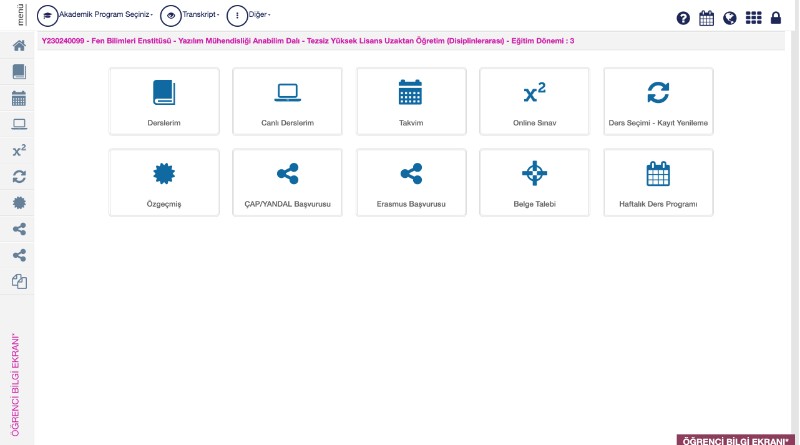 menü
Akademik Program Seçiniz
Transkript
Diğer
Y230240099 - Fen Bilimleri Enstitüsü - Yazılım Mühendisliği Anabilim Dalı - Tezsiz Yüksek Lisans Uzaktan Öğretim (Disiplinlerarası) - Eğitim Dönemi : 3
Derslerim
Canlı Derslerim
Takvim
x²
Online Sınav
Ders Seçimi - Kayıt Yenileme
Özgeçmiş
ÇAP/YANDAL Başvurusu
Erasmus Başvurusu
Belge Talebi
Haftalık Ders Programı
x²
ÖĞRENCİ BİLGİ EKRANI*
ÖĞRENCİ BİLGİ EKRANI*